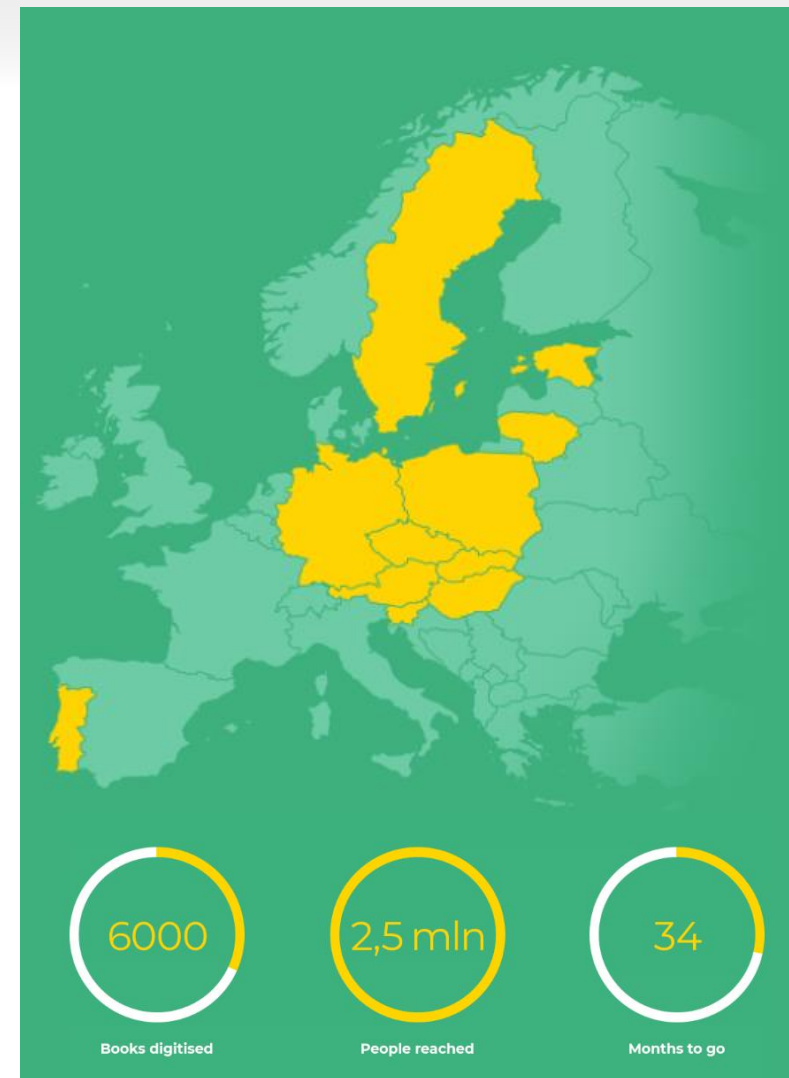 6000
2,5 mln
34
Books digitised
People reached
Months to go